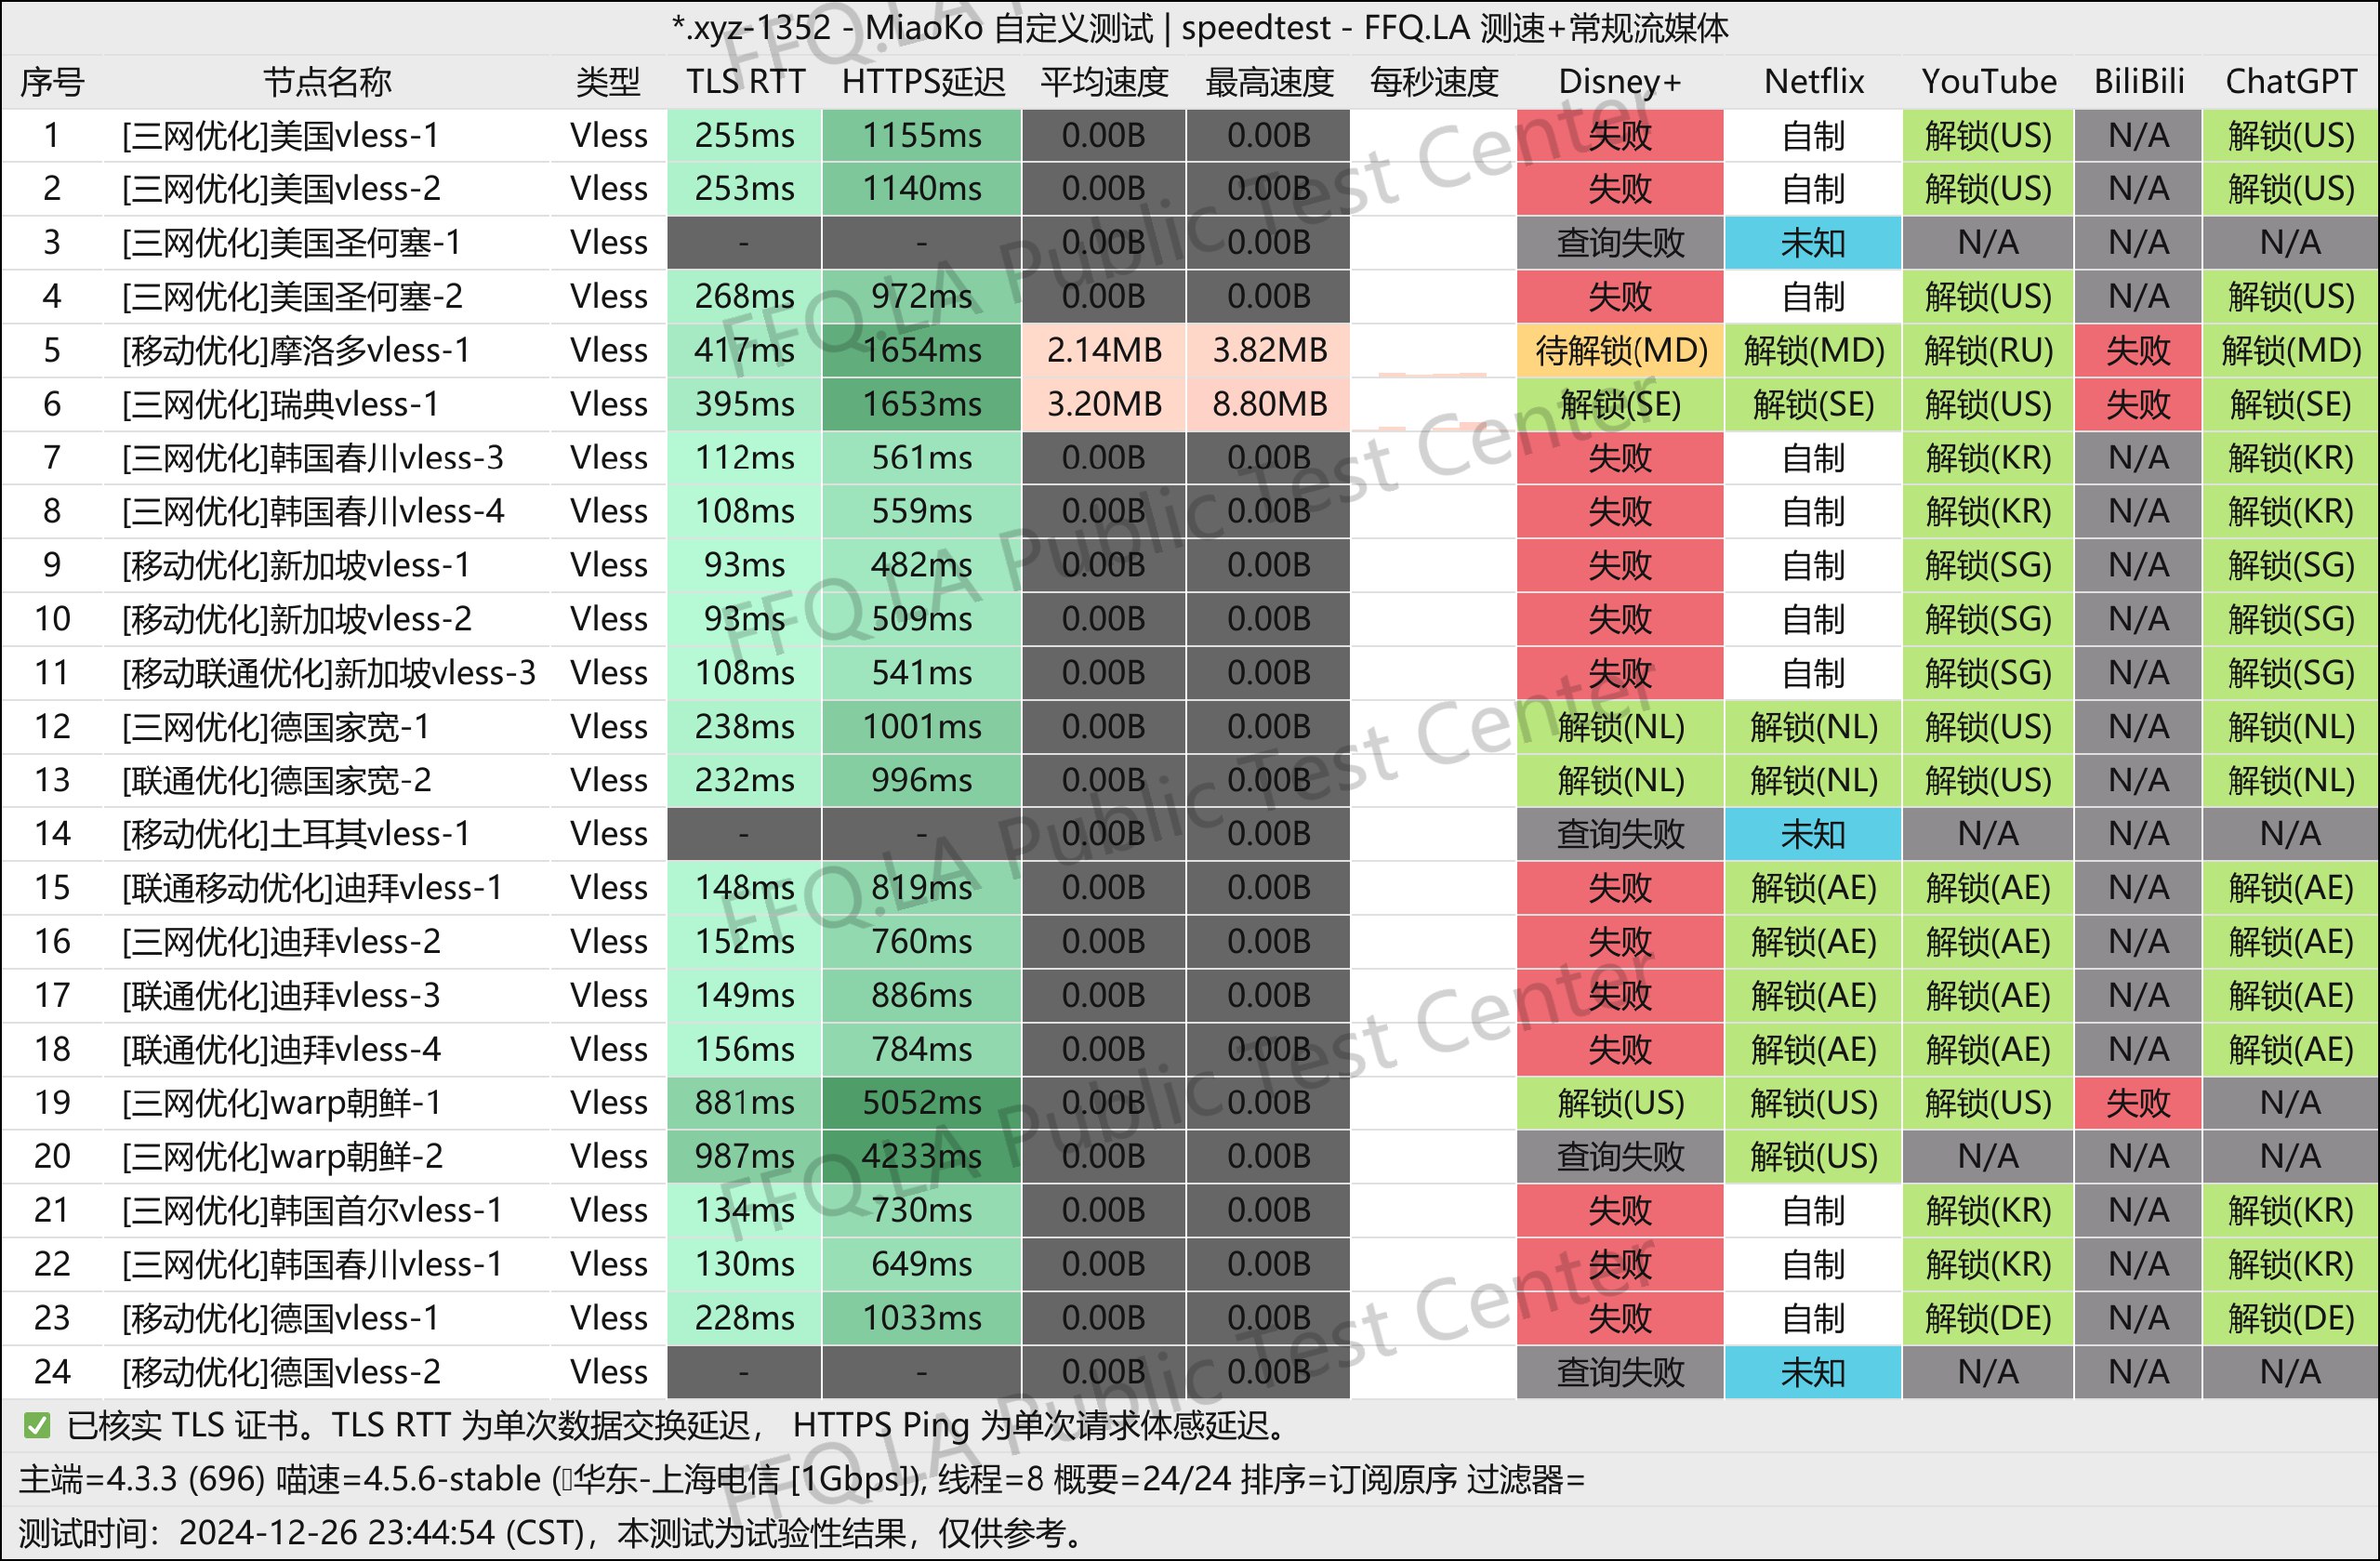 *.xyz-1352 - MiaoKo 自定义测试 | speedtest - FFQ.LA 测速+常规流媒体
序号 节点名称 类型 TLS RTT HTTPS延迟 平均速度 最高速度 每秒速度 Disney+ Netflix YouTube BiliBili ChatGPT
1 [三网优化]美国vless-1 Vless 255ms 1155ms 0.00B 0.00B 失败 自制 解锁(US) N/A 解锁(US)
2 [三网优化]美国vless-2 Vless 253ms 1140ms 0.00B 0.00B 失败 自制 解锁(US) N/A 解锁(US)
3 [三网优化]美国圣何塞-1 Vless - - 0.00B 0.00B 查询失败 未知 N/A N/A N/A
4 [三网优化]美国圣何塞-2 Vless 268ms 972ms 0.00B 0.00B 失败 自制 解锁(US) N/A 解锁(US)
5 [移动优化]摩洛多vless-1 Vless 417ms 1654ms 2.14MB 3.82MB 待解锁(MD) 解锁(MD) 解锁(RU) 失败 解锁(MD)
6 [三网优化]瑞典vless-1 Vless 395ms 1653ms 3.20MB 8.80MB 解锁(SE) 解锁(SE) 解锁(US) 失败 解锁(SE)
7 [三网优化]韩国春川vless-3 Vless 112ms 561ms 0.00B 0.00B 失败 自制 解锁(KR) N/A 解锁(KR)
8 [三网优化]韩国春川vless-4 Vless 108ms 559ms 0.00B 0.00B 失败 自制 解锁(KR) N/A 解锁(KR)
9 [移动优化]新加坡vless-1 Vless 93ms 482ms 0.00B 0.00B 失败 自制 解锁(SG) N/A 解锁(SG)
10 [移动优化]新加坡vless-2 Vless 93ms 509ms 0.00B 0.00B 失败 自制 解锁(SG) N/A 解锁(SG)
11 [移动联通优化]新加坡vless-3 Vless 108ms 541ms 0.00B 0.00B 失败 自制 解锁(SG) N/A 解锁(SG)
12 [三网优化]德国家宽-1 Vless 238ms 1001ms 0.00B 0.00B 解锁(NL) 解锁(NL) 解锁(US) N/A 解锁(NL)
13 [联通优化]德国家宽-2 Vless 232ms 996ms 0.00B 0.00B 解锁(NL) 解锁(NL) 解锁(US) N/A 解锁(NL)
14 [移动优化]土耳其vless-1 Vless - - 0.00B 0.00B 查询失败 未知 N/A N/A N/A
15 [联通移动优化]迪拜vless-1 Vless 148ms 819ms 0.00B 0.00B 失败 解锁(AE) 解锁(AE) N/A 解锁(AE)
16 [三网优化]迪拜vless-2 Vless 152ms 760ms 0.00B 0.00B 失败 解锁(AE) 解锁(AE) N/A 解锁(AE)
17 [联通优化]迪拜vless-3 Vless 149ms 886ms 0.00B 0.00B 失败 解锁(AE) 解锁(AE) N/A 解锁(AE)
18 [联通优化]迪拜vless-4 Vless 156ms 784ms 0.00B 0.00B 失败 解锁(AE) 解锁(AE) N/A 解锁(AE)
19 [三网优化]warp朝鲜-1 Vless 881ms 5052ms 0.00B 0.00B 解锁(US) 解锁(US) 解锁(US) 失败 N/A
20 [三网优化]warp朝鲜-2 Vless 987ms 4233ms 0.00B 0.00B 查询失败 解锁(US) N/A N/A N/A
21 [三网优化]韩国首尔vless-1 Vless 134ms 730ms 0.00B 0.00B 失败 自制 解锁(KR) N/A 解锁(KR)
22 [三网优化]韩国春川vless-1 Vless 130ms 649ms 0.00B 0.00B 失败 自制 解锁(KR) N/A 解锁(KR)
23 [移动优化]德国vless-1 Vless 228ms 1033ms 0.00B 0.00B 失败 自制 解锁(DE) N/A 解锁(DE)
24 [移动优化]德国vless-2 Vless - - 0.00B 0.00B 查询失败 未知 N/A N/A N/A
✅ 已核实 TLS 证书。TLS RTT 为单次数据交换延迟， HTTPS Ping 为单次请求体感延迟。
主端=4.3.3 (696) 喵速=4.5.6-stable (华东-上海电信 [1Gbps]), 线程=8 概要=24/24 排序=订阅原序 过滤器=
测试时间：2024-12-26 23:44:54 (CST)，本测试为试验性结果，仅供参考。
FFQ.LA Public Test Center
FFQ.LA Public Test Center
FFQ.LA Public Test Center
FFQ.LA Public Test Center
FFQ.LA Public Test Center